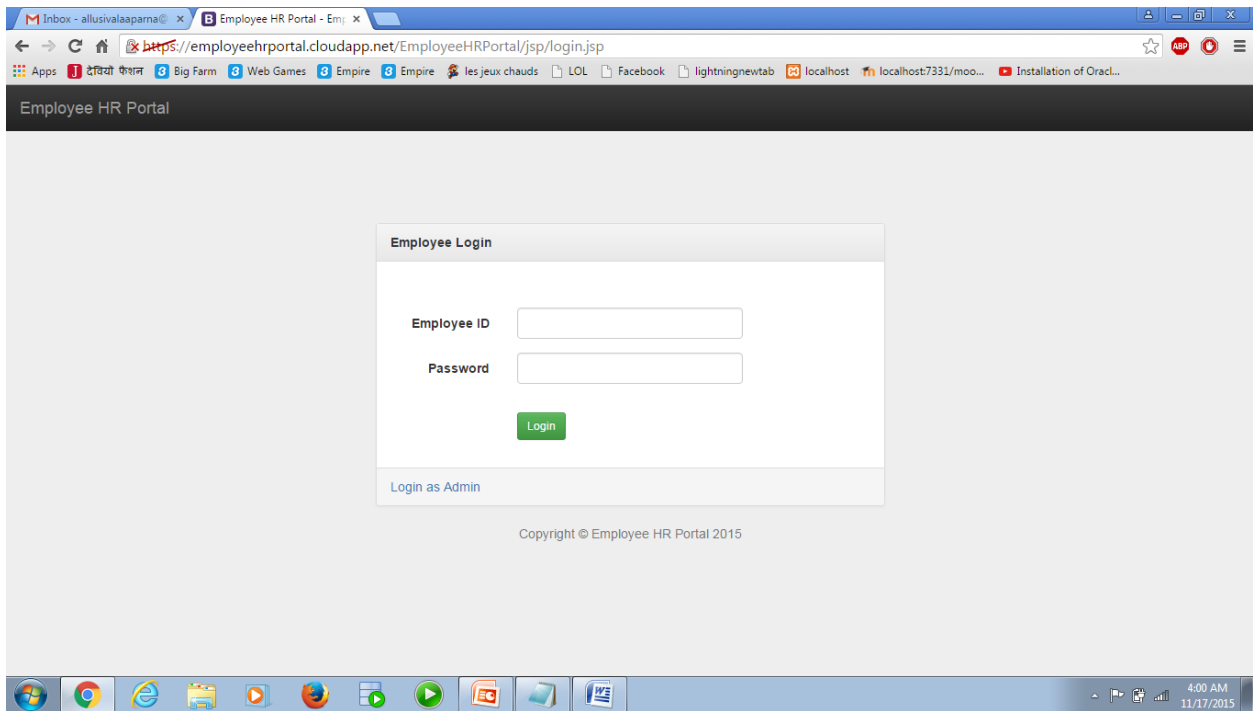 Inbox - allusivalaaparna@ Employee HR Portal - Emp
https://employeehrportal.cloudapp.net/EmployeeHRPortal/jsp/login.jsp ABP
Apps J देवियो फैशन Big Farm Web Games Empire Empire les jeux chauds LOL Facebook lightningnewtab localhost localhost:7331/moo... Installation of Oracl...
Employee HR Portal
Employee Login
Employee ID
Password
Login
Login as Admin
Copyright © Employee HR Portal 2015
4:00 AM
11/17/2015